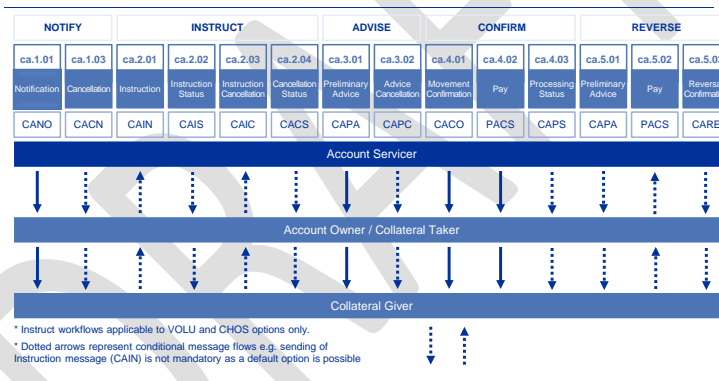 NOTIFY INSTRUCT ADVISE CONFIRM REVERSE
ca.1.01 ca.1.03 ca.2.01 ca.2.02 ca.2.03 ca.2.04 ca.3.01 ca.3.02 ca.4.01 ca.4.02 ca.4.03 ca.5.01 ca.5.02 ca.5.03
Notification Cancellation Instruction Instruction Status Instruction Cancellation Cancellation Status Preliminary Advice Advice Cancellation Movement Confirmation Pay Processing Status Preliminary Advice Pay Reversal Confirmation
CANO CACN CAIN CAIS CAIC CACS CAPA CAPC CACO PACS CAPS CAPA PACS CARE
Account Servicer
Account Owner / Collateral Taker
Collateral Giver
* Instruct workflows applicable to VOLU and CHOS options only.
* Dotted arrows represent conditional message flows e.g. sending of
Instruction message (CAIN) is not mandatory as a default option is possible